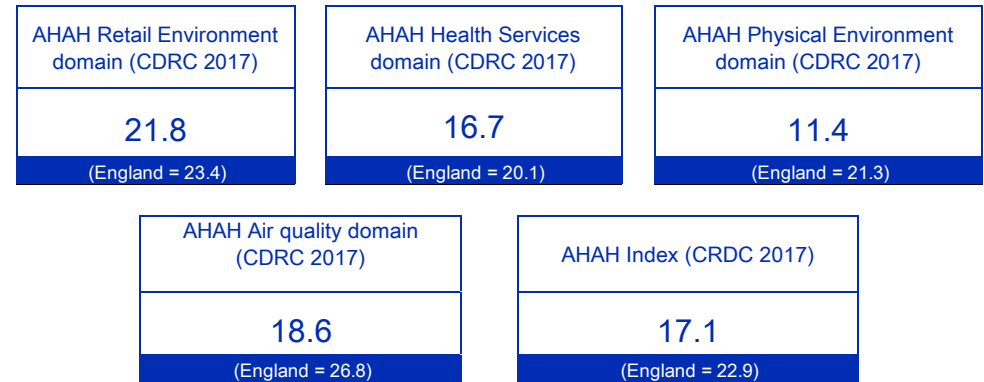 AHAH Retail Environment
domain (CDRC 2017)
21.8
(England = 23.4)
AHAH Health Services
domain (CDRC 2017)
16.7
(England = 20.1)
AHAH Physical Environment
domain (CDRC 2017)
11.4
(England = 21.3)
AHAH Air quality domain
(CDRC 2017)
18.6
(England = 26.8)
AHAH Index (CRDC 2017)
17.1
(England = 22.9)